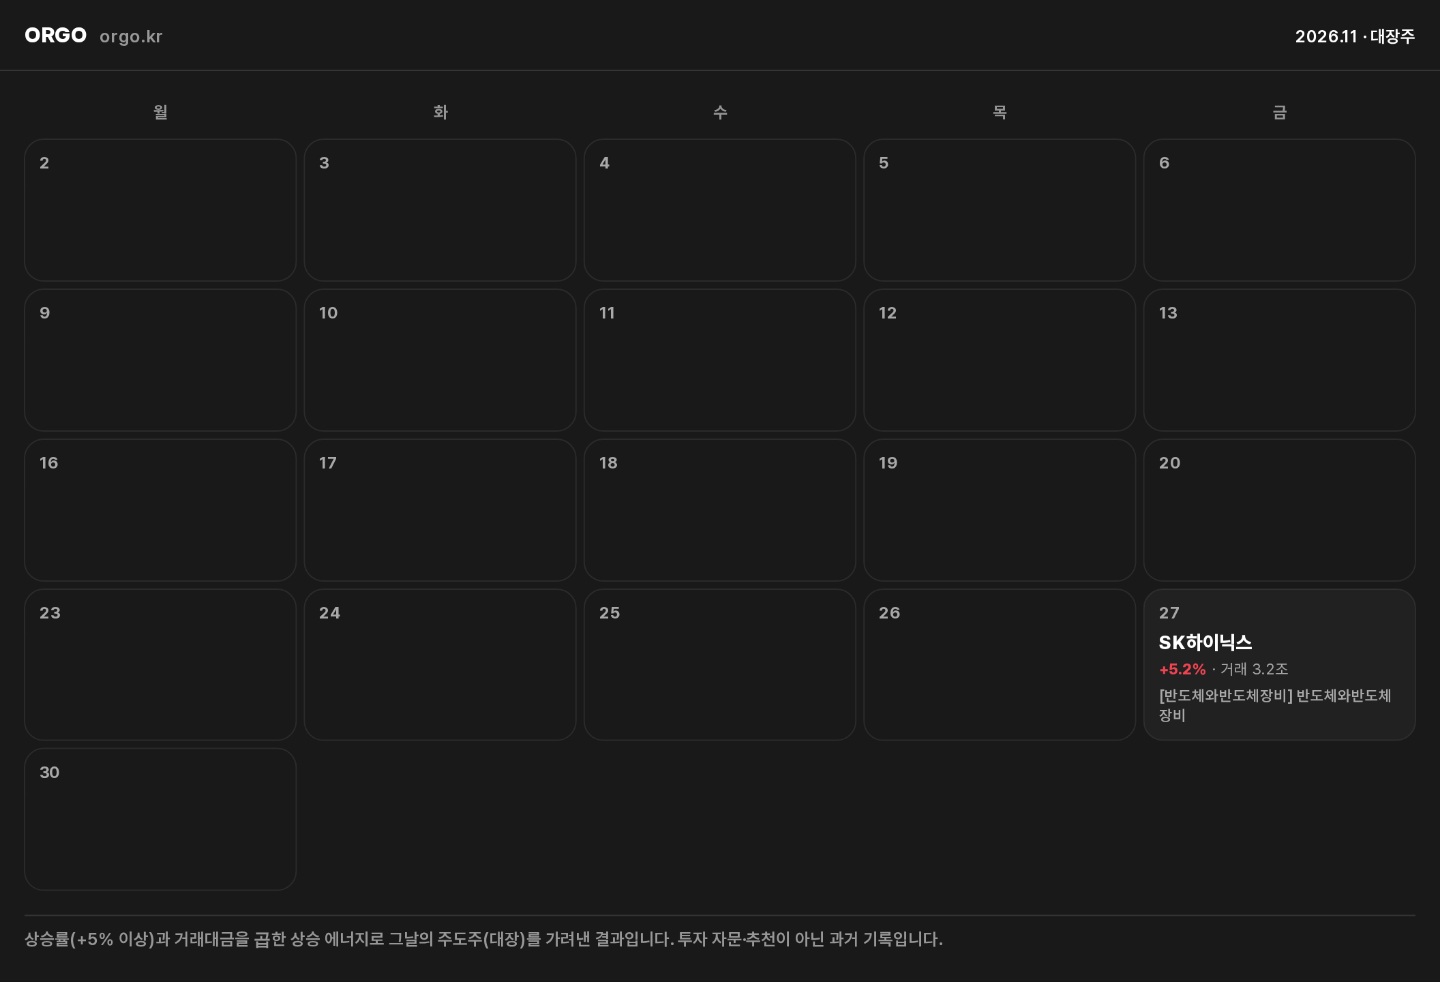 ORGO orgo.kr
2026.11 · 대장주
월 화 수 목 금
2 3 4 5 6
9 10 11 12 13
16 17 18 19 20
23 24 25 26 27
SK하이닉스
+5.2% · 거래 3.2조
[반도체와반도체장비] 반도체와반도체
장비
30
상승률(+5% 이상)과 거래대금을 곱한 상승 에너지로 그날의 주도주(대장)를 가려낸 결과입니다. 투자 자문·추천이 아닌 과거 기록입니다.